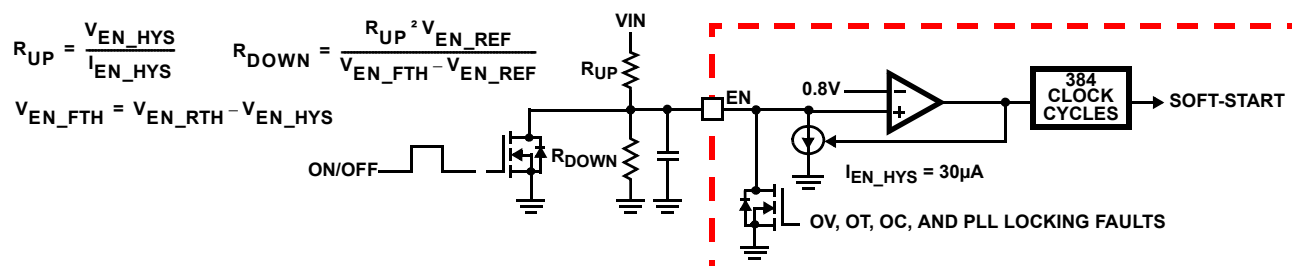 R_UP = V_EN_HYS / I_EN_HYS
R_DOWN = R_UP ² V_EN_REF / V_EN_FTH – V_EN_REF
V_EN_FTH = V_EN_RTH – V_EN_HYS
VIN
R_UP
R_DOWN
ON/OFF
EN
0.8V
−
+
384
CLOCK
CYCLES
SOFT-START
I_EN_HYS = 30µA
OV, OT, OC, AND PLL LOCKING FAULTS